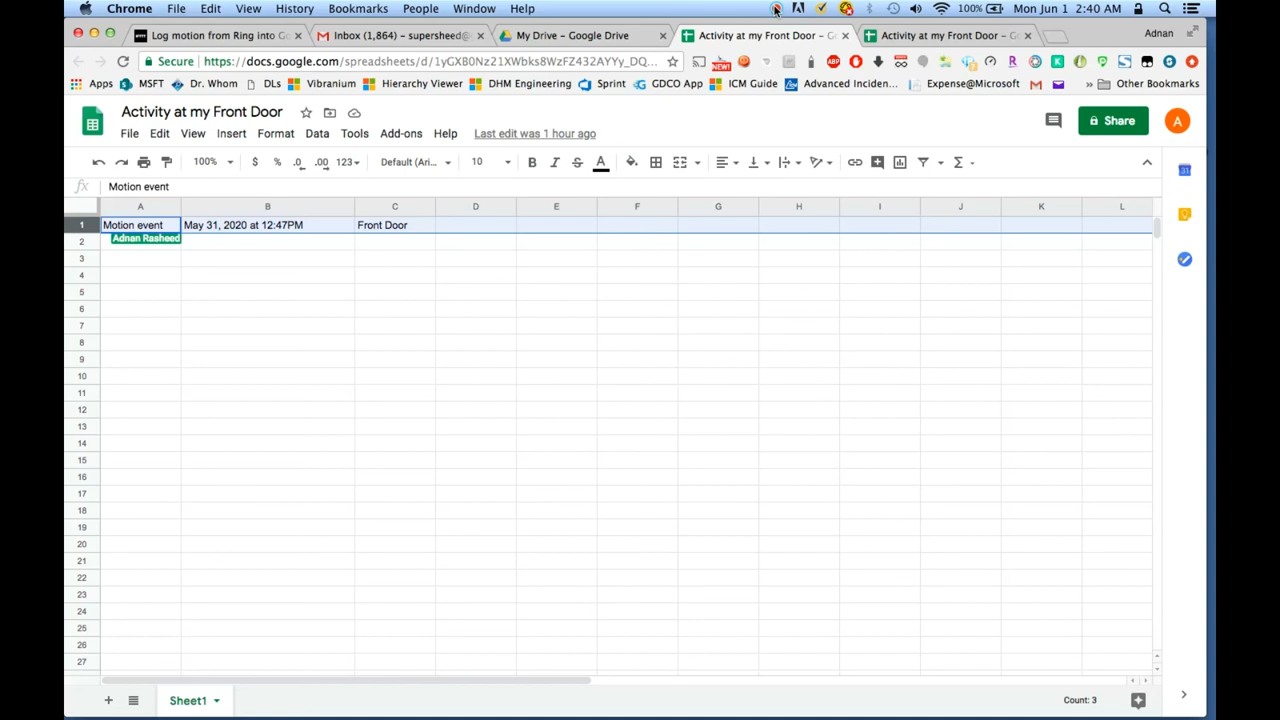 Chrome File Edit View History Bookmarks People Window Help 100% Mon Jun 1 2:40 AM
Log motion from Ring into Go Inbox (1,864) – supersheed@ My Drive – Google Drive Activity at my Front Door – Go Activity at my Front Door – G Adnan
Secure https://docs.google.com/spreadsheets/d/1yGXB0Nz21XWbks8WzFZ432AYYy_DQ... NEW! ABP
Apps MSFT Dr. Whom DLs Vibranium Hierarchy Viewer DHM Engineering Sprint GDCO App ICM Guide Advanced Inciden... Expense@Microsoft » Other Bookmarks
Activity at my Front Door
File Edit View Insert Format Data Tools Add-ons Help Last edit was 1 hour ago Share A
100% $ % .0 .00 123 Default (Ari... 10 B I S A
fx Motion event
A B C D E F G H I J K L
1 Motion event May 31, 2020 at 12:47PM Front Door
2 Adnan Rasheed
3
4
5
6
7
8
9
10
11
12
13
14
15
16
17
18
19
20
21
22
23
24
25
26
27
Sheet1 Count: 3